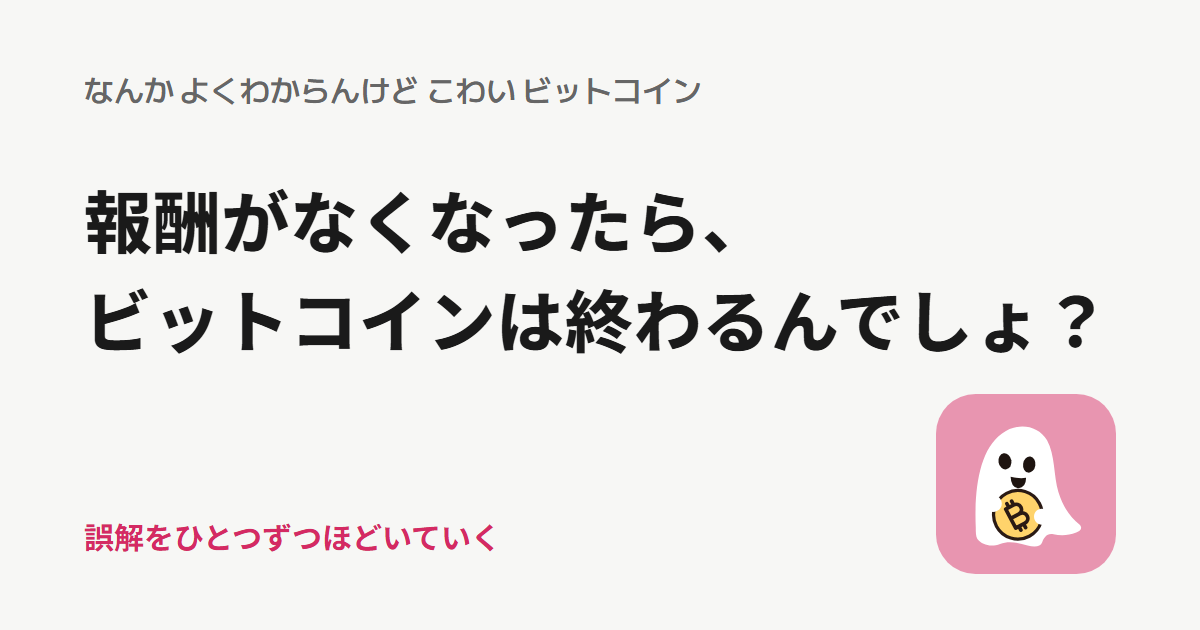 なんか よくわからんけど こわい ビットコイン
報酬がなくなったら、
ビットコインは終わるんでしょ？
誤解をひとつずつほどいていく